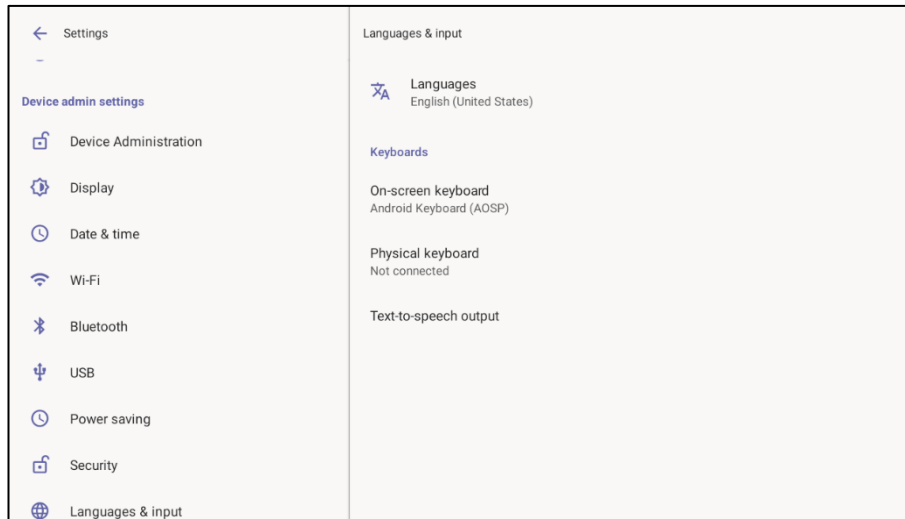 Settings
Device admin settings
Device Administration
Display
Date & time
Wi-Fi
Bluetooth
USB
Power saving
Security
Languages & input
Languages & input
Languages
English (United States)
Keyboards
On-screen keyboard
Android Keyboard (AOSP)
Physical keyboard
Not connected
Text-to-speech output